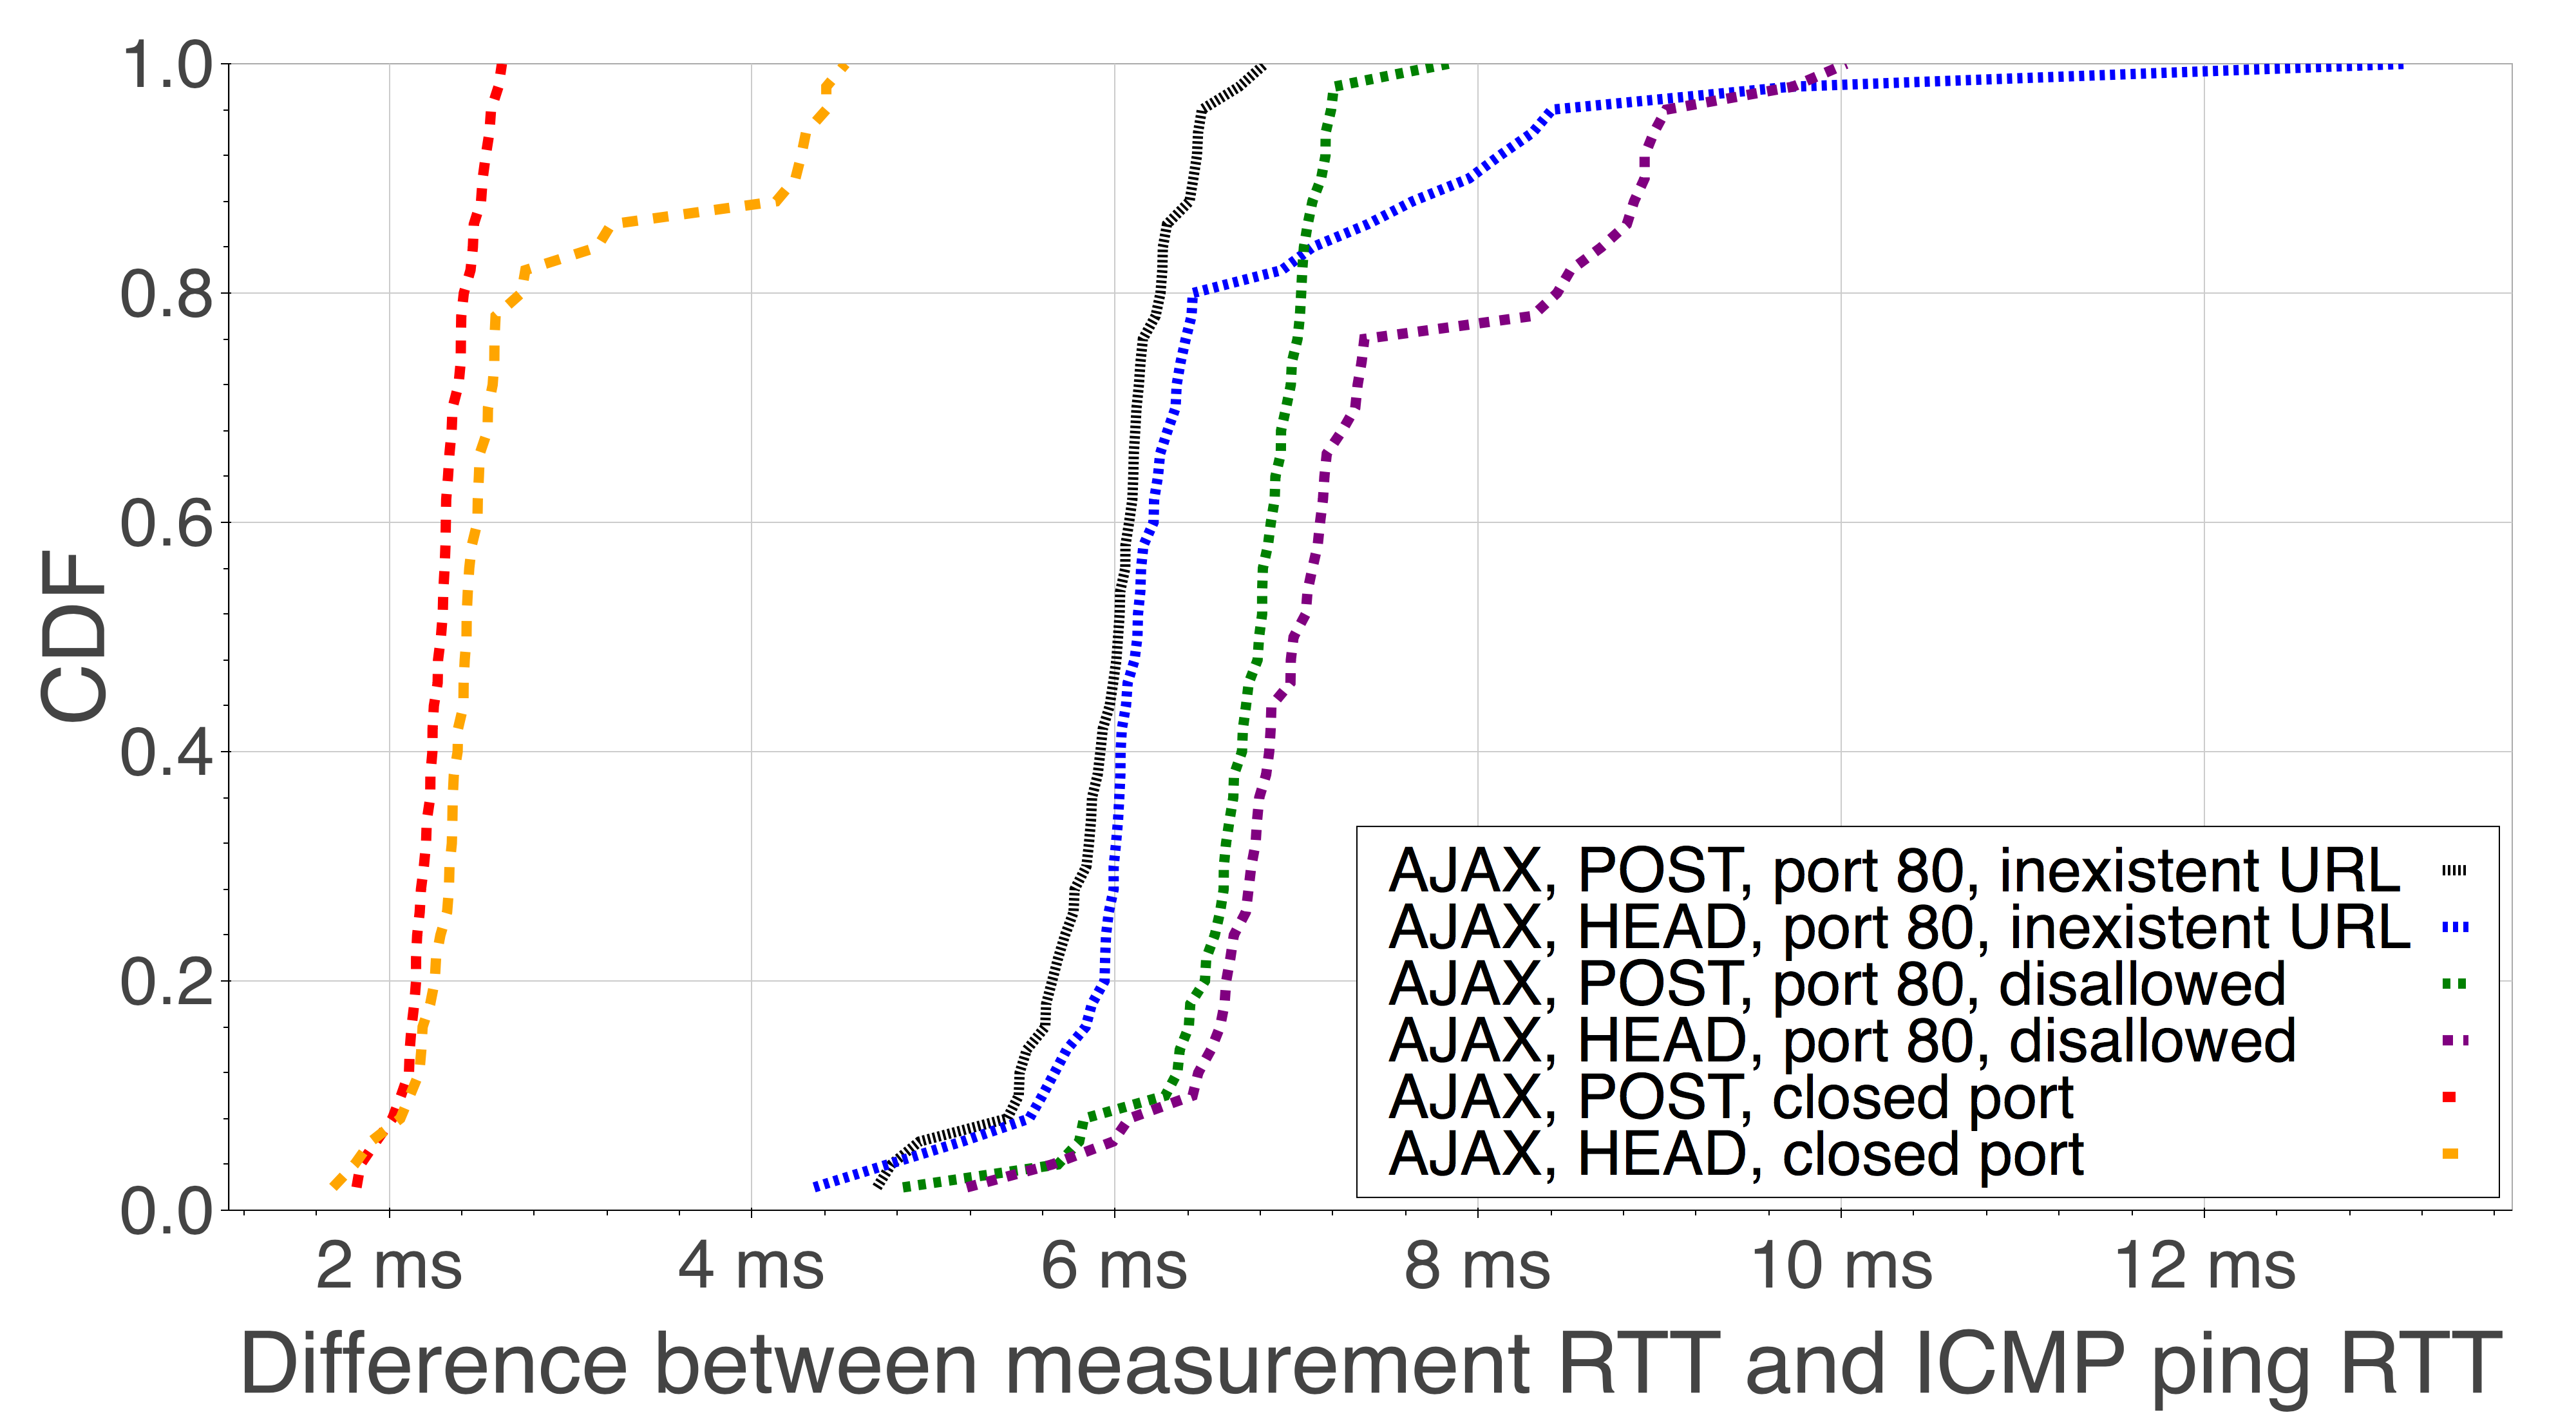 1.0
0.8
0.6
0.4
0.2
0.0
CDF
AJAX, POST, port 80, inexistent URL
AJAX, HEAD, port 80, inexistent URL
AJAX, POST, port 80, disallowed
AJAX, HEAD, port 80, disallowed
AJAX, POST, closed port
AJAX, HEAD, closed port
2 ms
4 ms
6 ms
8 ms
10 ms
12 ms
Difference between measurement RTT and ICMP ping RTT